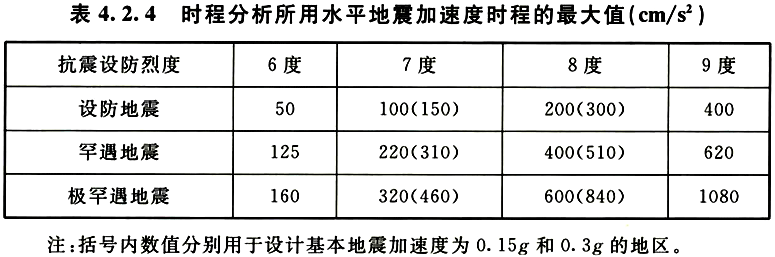 表 4.2.4 时程分析所用水平地震加速度时程的最大值(cm/s²)
抗震设防烈度 6度 7度 8度 9度
设防地震 50 100(150) 200(300) 400
罕遇地震 125 220(310) 400(510) 620
极罕遇地震 160 320(460) 600(840) 1080
注:括号内数值分别用于设计基本地震加速度为 0.15g 和 0.3g 的地区。